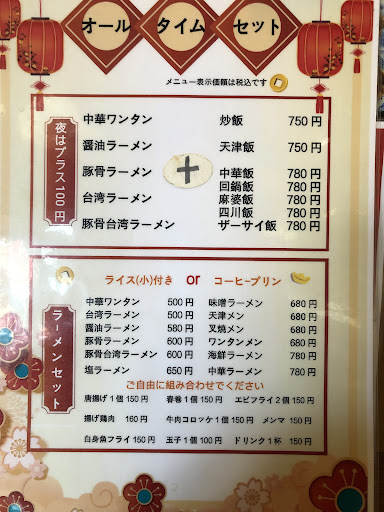 オール タイム セット
メニュー表示価額は税込です
夜はプラス100円
中華ワンタン 炒飯 750円
醤油ラーメン 天津飯 750円
豚骨ラーメン + 中華飯 780円
回鍋飯 780円
台湾ラーメン 麻婆飯 780円
四川飯 780円
豚骨台湾ラーメン ザーサイ飯 780円
ライス(小)付き or コーヒープリン
ラーメンセット
中華ワンタン 500円 味噌ラーメン 680円
台湾ラーメン 500円 天津メン 680円
醤油ラーメン 580円 叉焼メン 680円
豚骨ラーメン 600円 ワンタンメン 680円
豚骨台湾ラーメン 600円 海鮮ラーメン 780円
塩ラーメン 650円 中華ラーメン 780円
ご自由に組み合わせでください
唐揚げ1個150円 春巻1個150円 エビフライ2個150円
揚げ鶏肉 160円 牛肉コロッケ1個150円 メンマ 150円
白身魚フライ150円 玉子1個100円 ドリンク1杯 150円